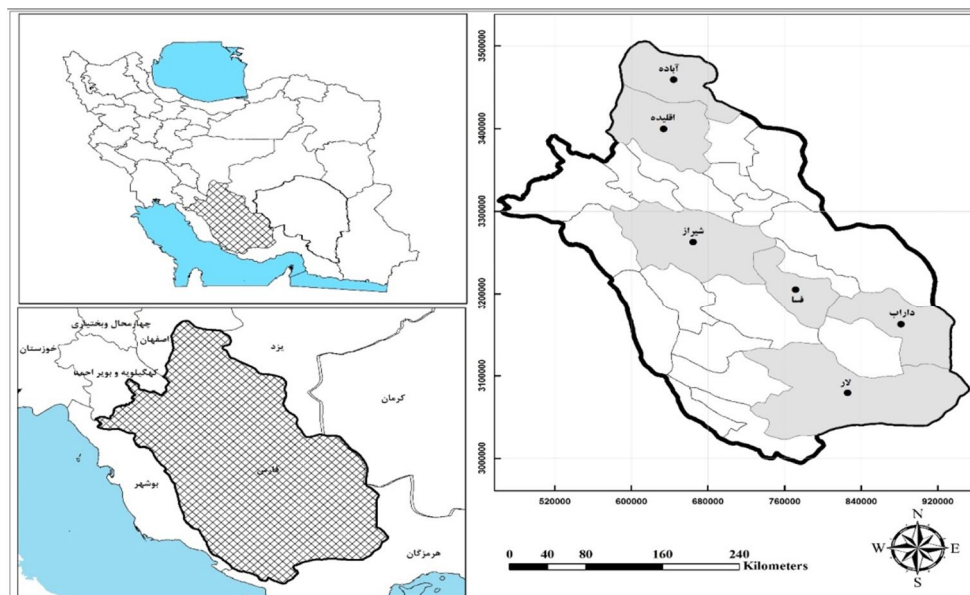 چهارمحال وبختیاری
اصفهان
یزد
خوزستان
کهگیلویه و بویر احمد
کرمان
فارس
بوشهر
هرمزگان
3500000
3400000
3300000
3200000
3100000
3000000
آباده
اقلیده
شیراز
فسا
داراب
لار
520000 600000 680000 760000 840000 920000
N
W E
S
0 40 80 160 240
Kilometers